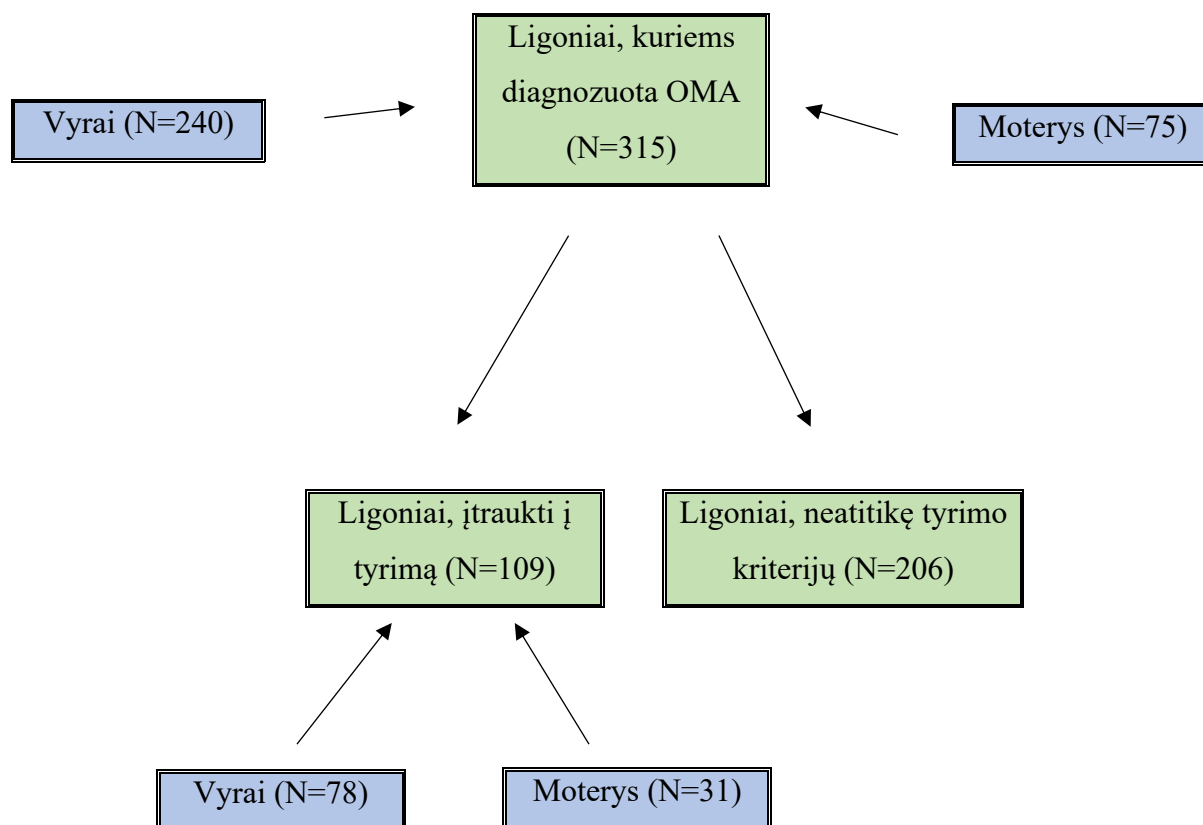 Ligoniai, kuriems
diagnozuota OMA
(N=315)
Vyrai (N=240)
Moterys (N=75)
Ligoniai, įtraukti į
tyrimą (N=109)
Ligoniai, neatitikę tyrimo
kriterijų (N=206)
Vyrai (N=78)
Moterys (N=31)